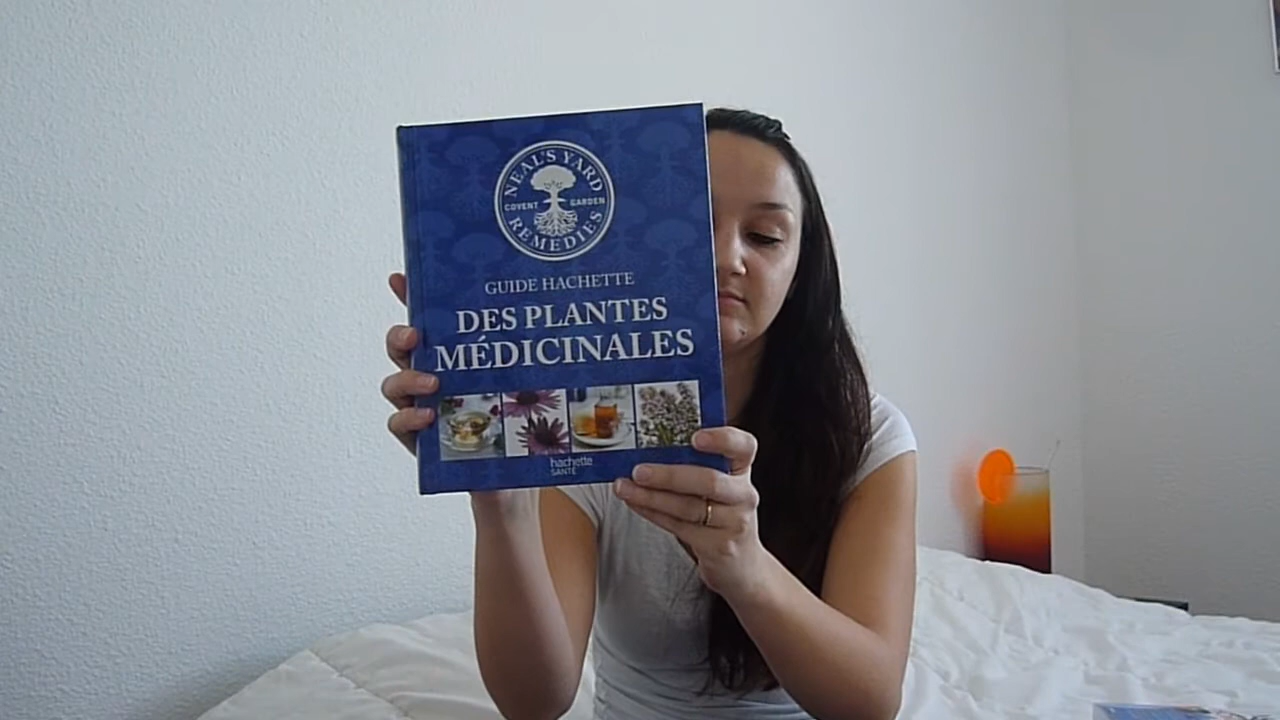 NEAL'S YARD
COVENT GARDEN
REMEDIES
GUIDE HACHETTE
DES PLANTES
MÉDICINALES
hachette
SANTÉ